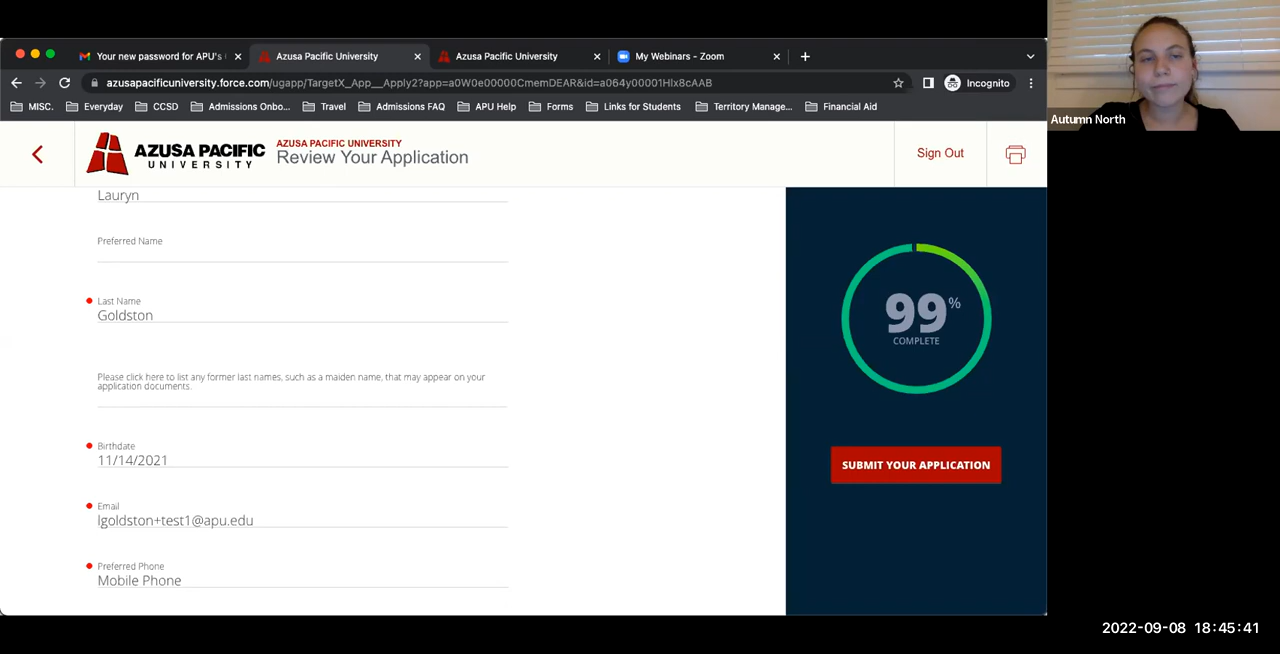 Your new password for APU's
Azusa Pacific University
Azusa Pacific University
My Webinars - Zoom
azusapacificuniversity.force.com/ugapp/TargetX_App__Apply2?app=a0W0e00000CmemDEAR&id=a064y00001Hlx8cAAB
Incognito
MISC.
Everyday
CCSD
Admissions Onbo...
Travel
Admissions FAQ
APU Help
Forms
Links for Students
Territory Manage...
Financial Aid
AZUSA PACIFIC
UNIVERSITY
AZUSA PACIFIC UNIVERSITY
Review Your Application
Sign Out
Lauryn
Preferred Name
Last Name
Goldston
Please click here to list any former last names, such as a maiden name, that may appear on your
application documents.
Birthdate
11/14/2021
Email
lgoldston+test1@apu.edu
Preferred Phone
Mobile Phone
99%
COMPLETE
SUBMIT YOUR APPLICATION
Autumn North
2022-09-08 18:45:41